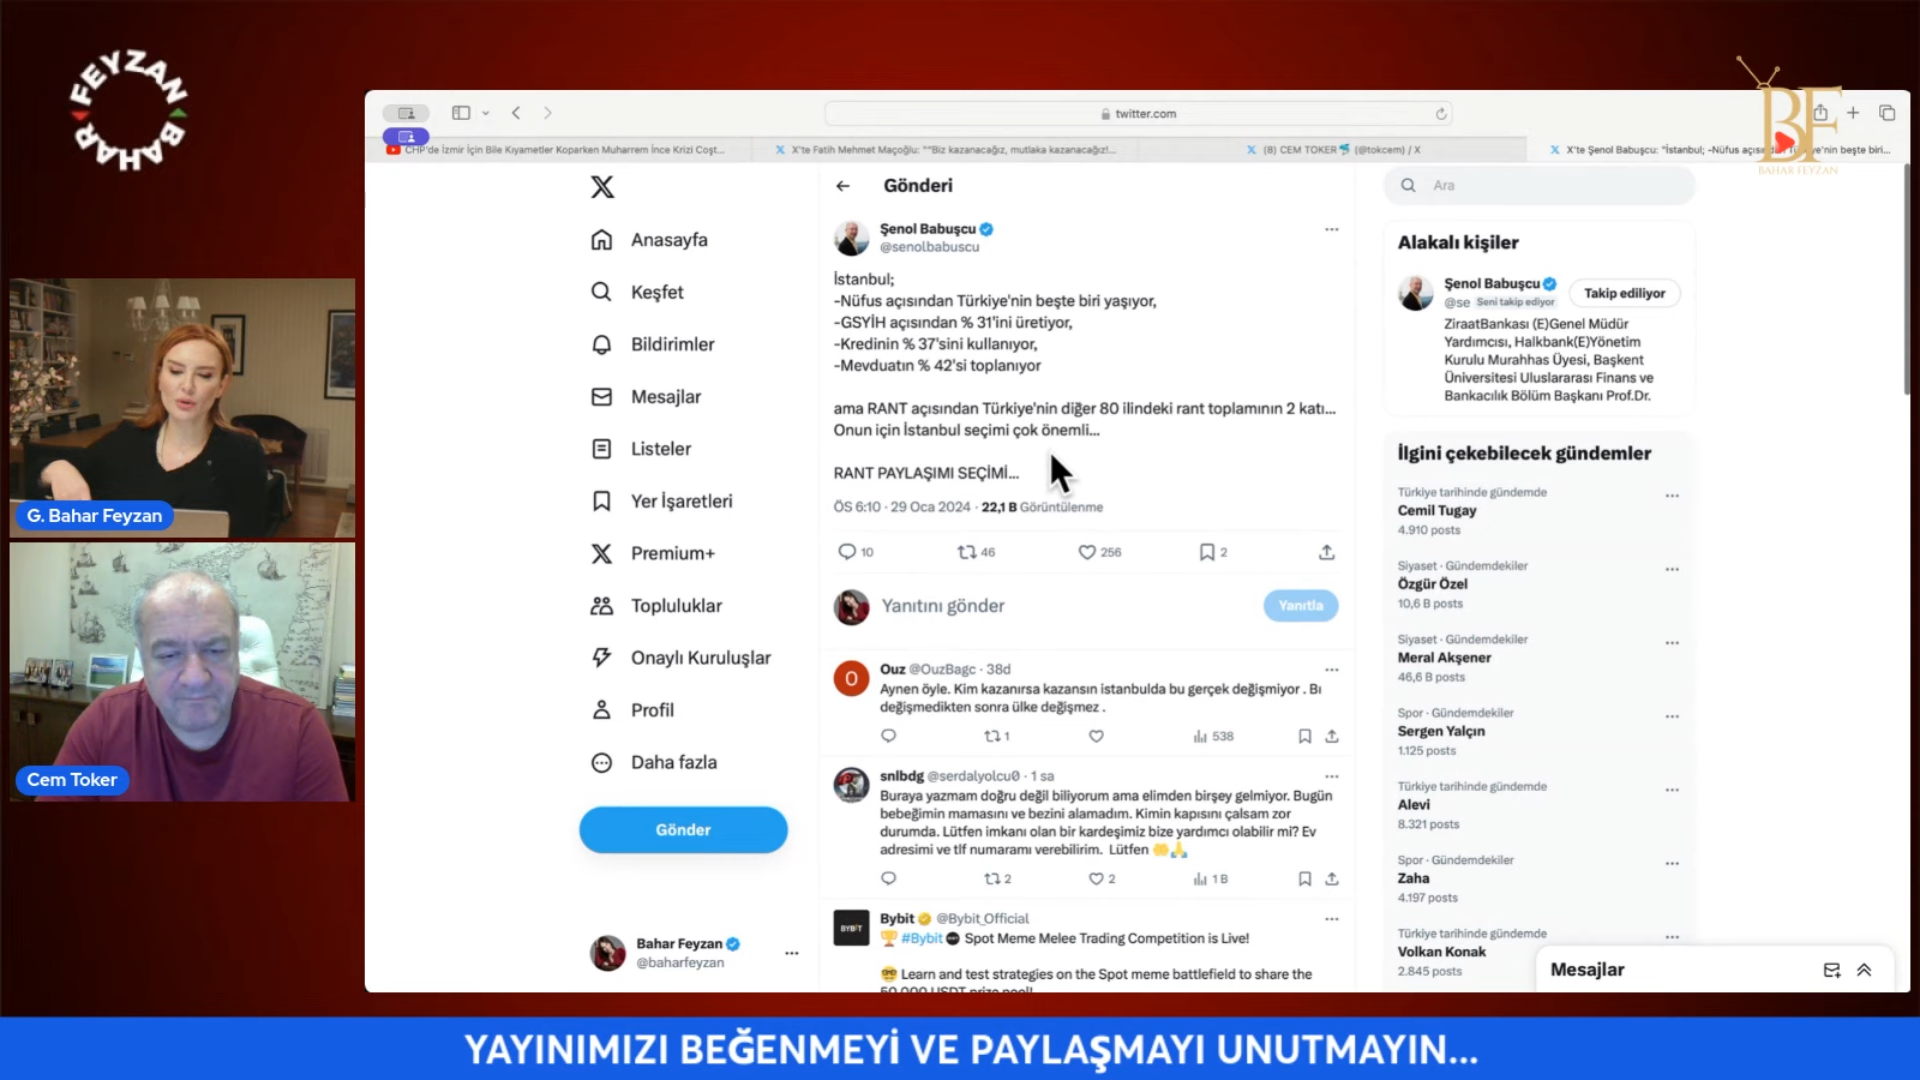 FEYZAN
BAHAR
BF
BAHAR FEYZAN
twitter.com
CHP'de İzmir İçin Bile Kıyametler Koparken Muharrem İnce Krizi Coşt...
X'te Fatih Mehmet Maçoğlu: "“Biz kazanacağız, mutlaka kazanacağız!...
(8) CEM TOKER (@tokcem) / X
X'te Şenol Babuşcu: "İstanbul; -Nüfus açısı
'nin beşte biri...
X
Anasayfa
Keşfet
Bildirimler
Mesajlar
Listeler
Yer İşaretleri
Premium+
Topluluklar
Onaylı Kuruluşlar
Profil
Daha fazla
Gönder
Bahar Feyzan
@baharfeyzan
Gönderi
Şenol Babuşcu
@senolbabuscu
İstanbul;
-Nüfus açısından Türkiye'nin beşte biri yaşıyor,
-GSYİH açısından % 31'ini üretiyor,
-Kredinin % 37'sini kullanıyor,
-Mevduatın % 42'si toplanıyor
ama RANT açısından Türkiye'nin diğer 80 ilindeki rant toplamının 2 katı...
Onun için İstanbul seçimi çok önemli...
RANT PAYLAŞIMI SEÇİMİ...
ÖS 6:10 · 29 Oca 2024 · 22,1 B Görüntülenme
10 46 256 2
Yanıtını gönder
Yanıtla
O
Ouz @OuzBagc · 38d
Aynen öyle. Kim kazanırsa kazansın istanbulda bu gerçek değişmiyor . Bı
değişmedikten sonra ülke değişmez .
1 538
snlbdg @serdalyolcu0 · 1 sa
Buraya yazmam doğru değil biliyorum ama elimden birşey gelmiyor. Bugün
bebeğimin mamasını ve bezini alamadım. Kimin kapısını çalsam zor
durumda. Lütfen imkanı olan bir kardeşimiz bize yardımcı olabilir mi? Ev
adresimi ve tlf numaramı verebilirim. Lütfen
2 2 1 B
BYBIT
Bybit @Bybit_Official
#Bybit Spot Meme Melee Trading Competition is Live!
Learn and test strategies on the Spot meme battlefield to share the
50,000 USDT prize pool!
Ara
Alakalı kişiler
Şenol Babuşcu
@se Seni takip ediyor
Takip ediliyor
ZiraatBankası (E)Genel Müdür
Yardımcısı, Halkbank(E)Yönetim
Kurulu Murahhas Üyesi, Başkent
Üniversitesi Uluslararası Finans ve
Bankacılık Bölüm Başkanı Prof.Dr.
İlgini çekebilecek gündemler
Türkiye tarihinde gündemde
Cemil Tugay
4.910 posts
Siyaset · Gündemdekiler
Özgür Özel
10,6 B posts
Siyaset · Gündemdekiler
Meral Akşener
46,6 B posts
Spor · Gündemdekiler
Sergen Yalçın
1.125 posts
Türkiye tarihinde gündemde
Alevi
8.321 posts
Spor · Gündemdekiler
Zaha
4.197 posts
Türkiye tarihinde gündemde
Volkan Konak
2.845 posts
Mesajlar
G. Bahar Feyzan
Cem Toker
YAYINIMIZI BEĞENMEYİ VE PAYLAŞMAYI UNUTMAYIN...